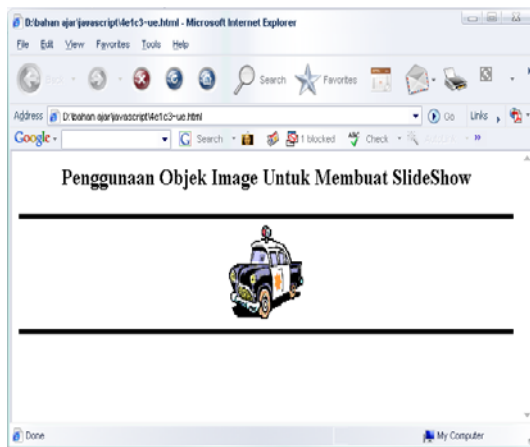 D:\bahan ajar\javascript\4e1c3-ue.html - Microsoft Internet Explorer
File Edit View Favorites Tools Help
Back Search Favorites
Address D:\bahan ajar\javascript\4e1c3-ue.html Go Links
Google Search 1 blocked Check
Penggunaan Objek Image Untuk Membuat SlideShow
Done My Computer